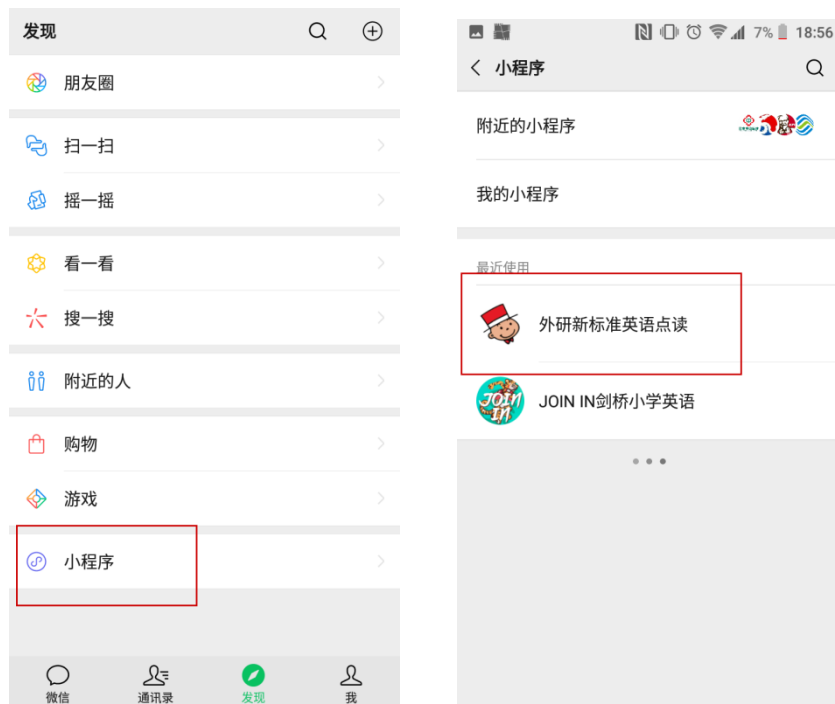 发现
朋友圈
扫一扫
摇一摇
看一看
搜一搜
附近的人
购物
游戏
小程序
微信
通讯录
发现
我
7% 18:56
小程序
附近的小程序
我的小程序
最近使用
外研新标准英语点读
JOIN IN
JOIN IN剑桥小学英语